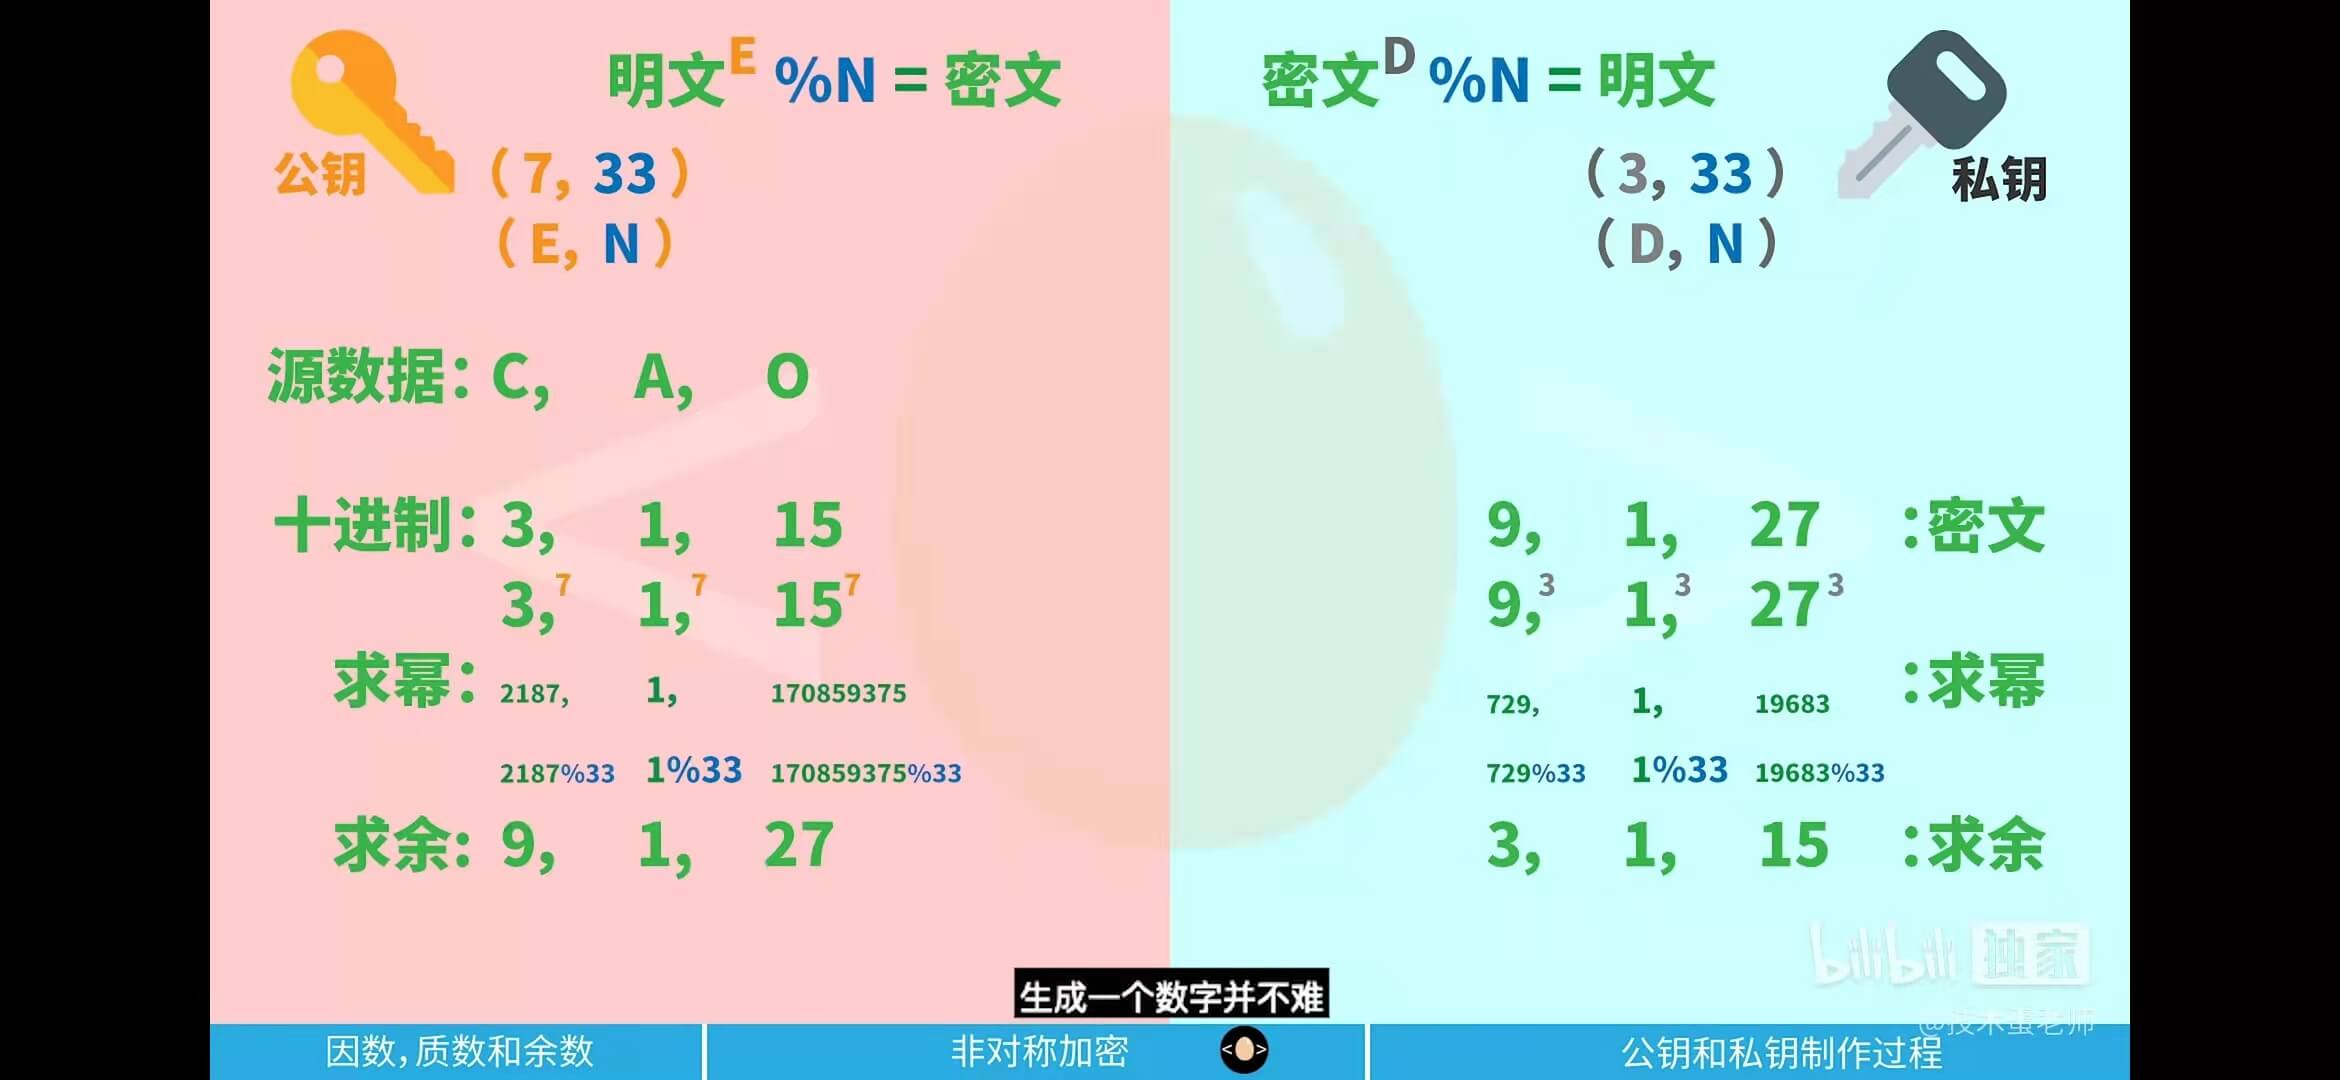 明文E %N = 密文
公钥 (7, 33)
(E, N)
源数据: C, A, O
十进制: 3, 1, 15
3,7 1,7 157
求幂: 2187, 1, 170859375
2187%33 1%33 170859375%33
求余: 9, 1, 27
密文D %N = 明文
(3, 33) 私钥
(D, N)
9, 1, 27 :密文
9,3 1,3 273
729, 1, 19683 :求幂
729%33 1%33 19683%33
3, 1, 15 :求余
bilibili 独家
@技术蛋老师
生成一个数字并不难
因数,质数和余数
非对称加密
<>
公钥和私钥制作过程